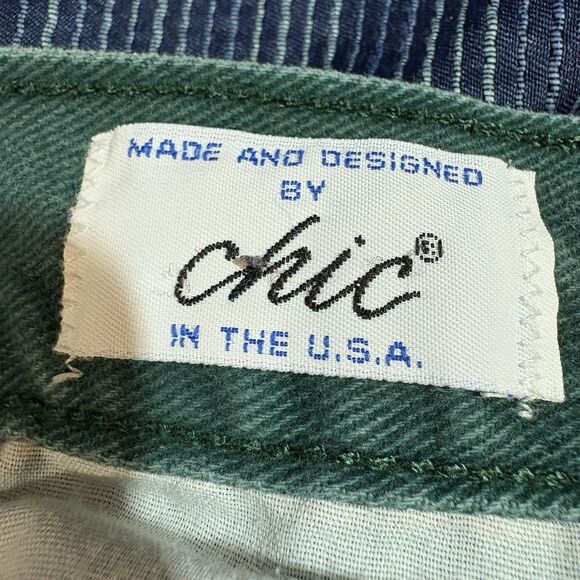 MADE AND DESIGNED
BY
chic®
IN THE U.S.A.